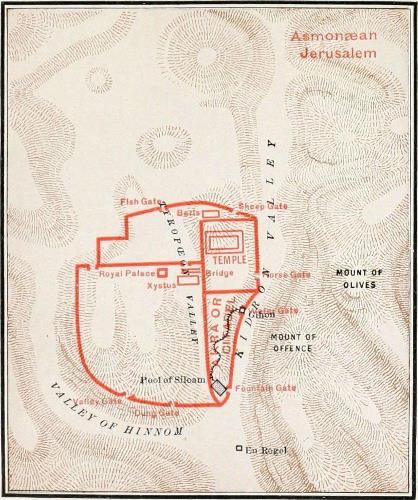 Asmonæan
Jerusalem
Fish Gate
Baris
Sheep Gate
TYROPŒON VALLEY
KIDRON VALLEY
TEMPLE
Royal Palace
Bridge
Horse Gate
Xystus
MOUNT OF
OLIVES
AKRA OR
CITADEL
Water Gate
Gihon
MOUNT OF
OFFENCE
Pool of Siloam
Fountain Gate
Valley Gate
Dung Gate
VALLEY OF HINNOM
En Rogel